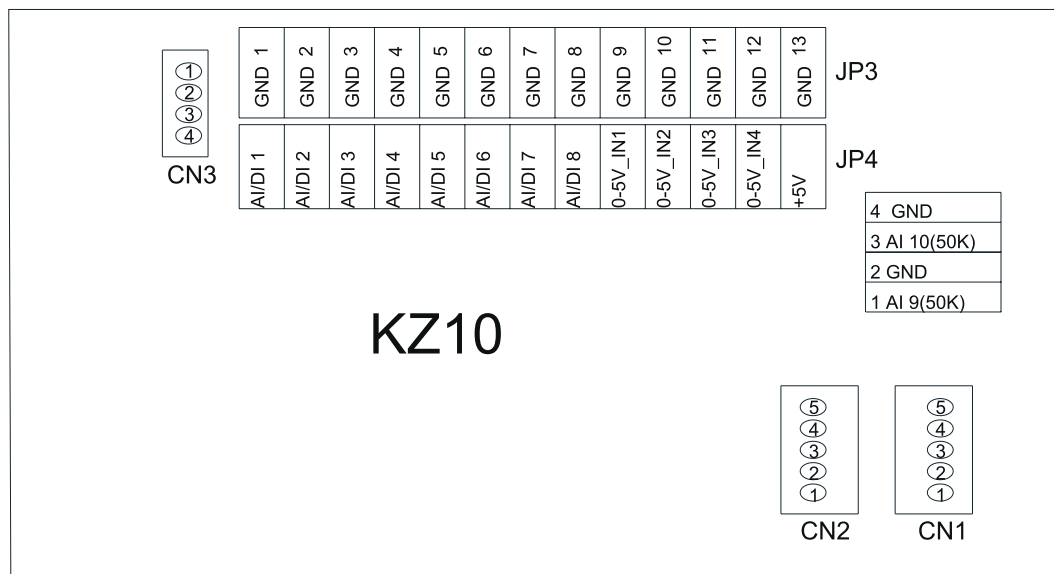 GND 1
GND 2
GND 3
GND 4
GND 5
GND 6
GND 7
GND 8
GND 9
GND 10
GND 11
GND 12
GND 13
JP3
1
2
3
4
CN3
AI/DI 1
AI/DI 2
AI/DI 3
AI/DI 4
AI/DI 5
AI/DI 6
AI/DI 7
AI/DI 8
0-5V_IN1
0-5V_IN2
0-5V_IN3
0-5V_IN4
+5V
JP4
4 GND
3 AI 10(50K)
2 GND
1 AI 9(50K)
KZ10
5
4
3
2
1
CN2
5
4
3
2
1
CN1